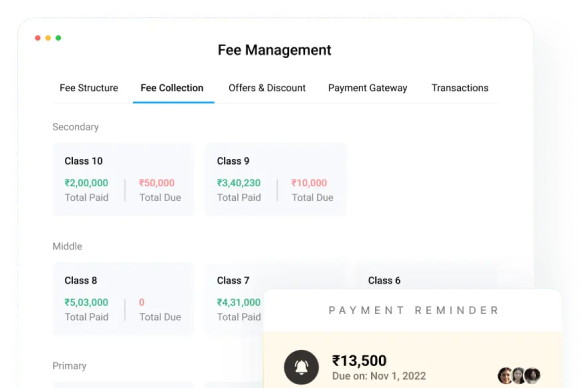 Fee Management
Fee Structure Fee Collection Offers & Discount Payment Gateway Transactions
Secondary
Class 10 Class 9
₹2,00,000 ₹50,000 ₹3,40,230 ₹10,000
Total Paid Total Due Total Paid Total Due
Middle
Class 8 Class 7 Class 6
₹5,03,000 0 ₹4,31,000
Total Paid Total Due Total Paid
PAYMENT REMINDER
Primary
₹13,500
Due on: Nov 1, 2022